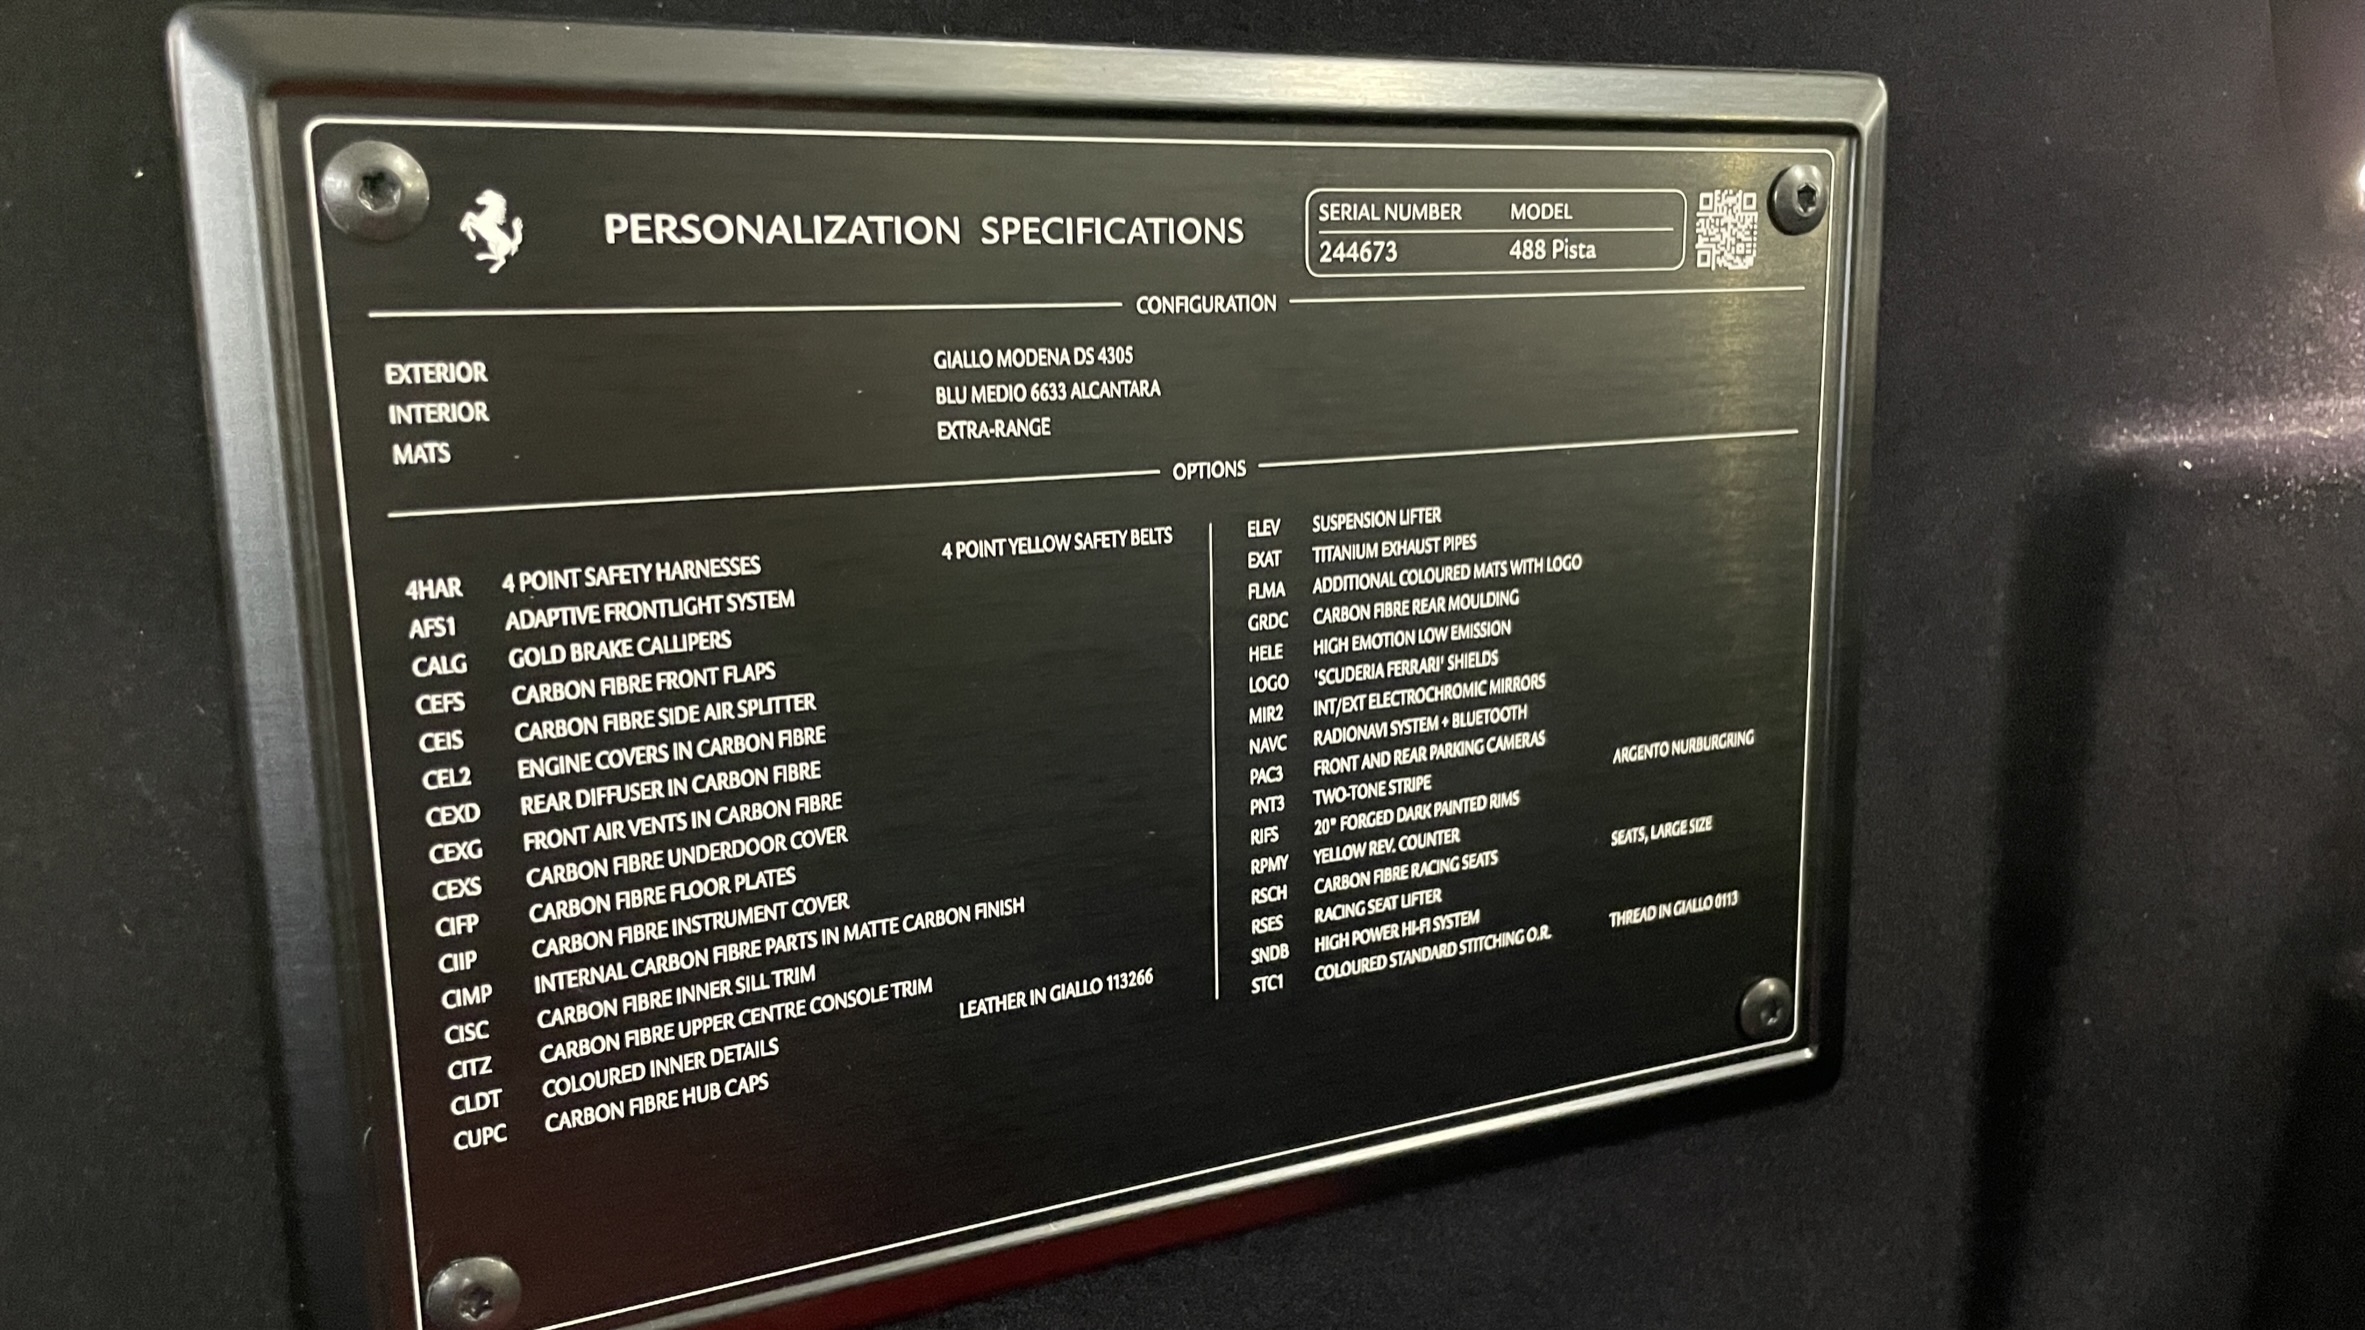 PERSONALIZATION SPECIFICATIONS
SERIAL NUMBER MODEL
244673 488 Pista
CONFIGURATION
EXTERIOR GIALLO MODENA DS 4305
INTERIOR BLU MEDIO 6633 ALCANTARA
MATS EXTRA-RANGE
OPTIONS
4HAR 4 POINT SAFETY HARNESSES 4 POINT YELLOW SAFETY BELTS
AFS1 ADAPTIVE FRONTLIGHT SYSTEM
CALG GOLD BRAKE CALLIPERS
CEFS CARBON FIBRE FRONT FLAPS
CEIS CARBON FIBRE SIDE AIR SPLITTER
CEL2 ENGINE COVERS IN CARBON FIBRE
CEXD REAR DIFFUSER IN CARBON FIBRE
CEXG FRONT AIR VENTS IN CARBON FIBRE
CEXS CARBON FIBRE UNDERDOOR COVER
CIFP CARBON FIBRE FLOOR PLATES
CIIP CARBON FIBRE INSTRUMENT COVER
CIMP INTERNAL CARBON FIBRE PARTS IN MATTE CARBON FINISH
CISC CARBON FIBRE INNER SILL TRIM
CITZ CARBON FIBRE UPPER CENTRE CONSOLE TRIM
CLDT COLOURED INNER DETAILS LEATHER IN GIALLO 113266
CUPC CARBON FIBRE HUB CAPS
ELEV SUSPENSION LIFTER
EXAT TITANIUM EXHAUST PIPES
FLMA ADDITIONAL COLOURED MATS WITH LOGO
GRDC CARBON FIBRE REAR MOULDING
HELE HIGH EMOTION LOW EMISSION
LOGO 'SCUDERIA FERRARI' SHIELDS
MIR2 INT/EXT ELECTROCHROMIC MIRRORS
NAVC RADIONAVI SYSTEM + BLUETOOTH
PAC3 FRONT AND REAR PARKING CAMERAS
PNT3 TWO-TONE STRIPE ARGENTO NURBURGRING
RIFS 20" FORGED DARK PAINTED RIMS
RPMY YELLOW REV. COUNTER
RSCH CARBON FIBRE RACING SEATS SEATS, LARGE SIZE
RSES RACING SEAT LIFTER
SNDB HIGH POWER HI-FI SYSTEM
STC1 COLOURED STANDARD STITCHING O.R. THREAD IN GIALLO 0113